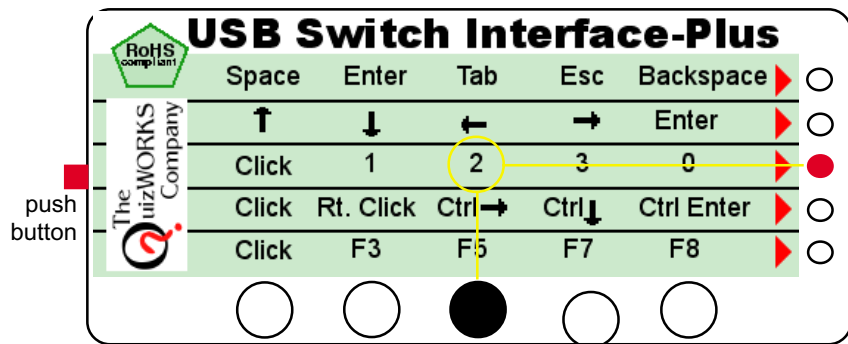 USB Switch Interface-Plus
RoHS
compliant
Space Enter Tab Esc Backspace
↑ ↓ ← → Enter
Click 1 2 3 0
Click Rt. Click Ctrl→ Ctrl↓ Ctrl Enter
Click F3 F5 F7 F8
The
QuizWORKS
Company
push
button